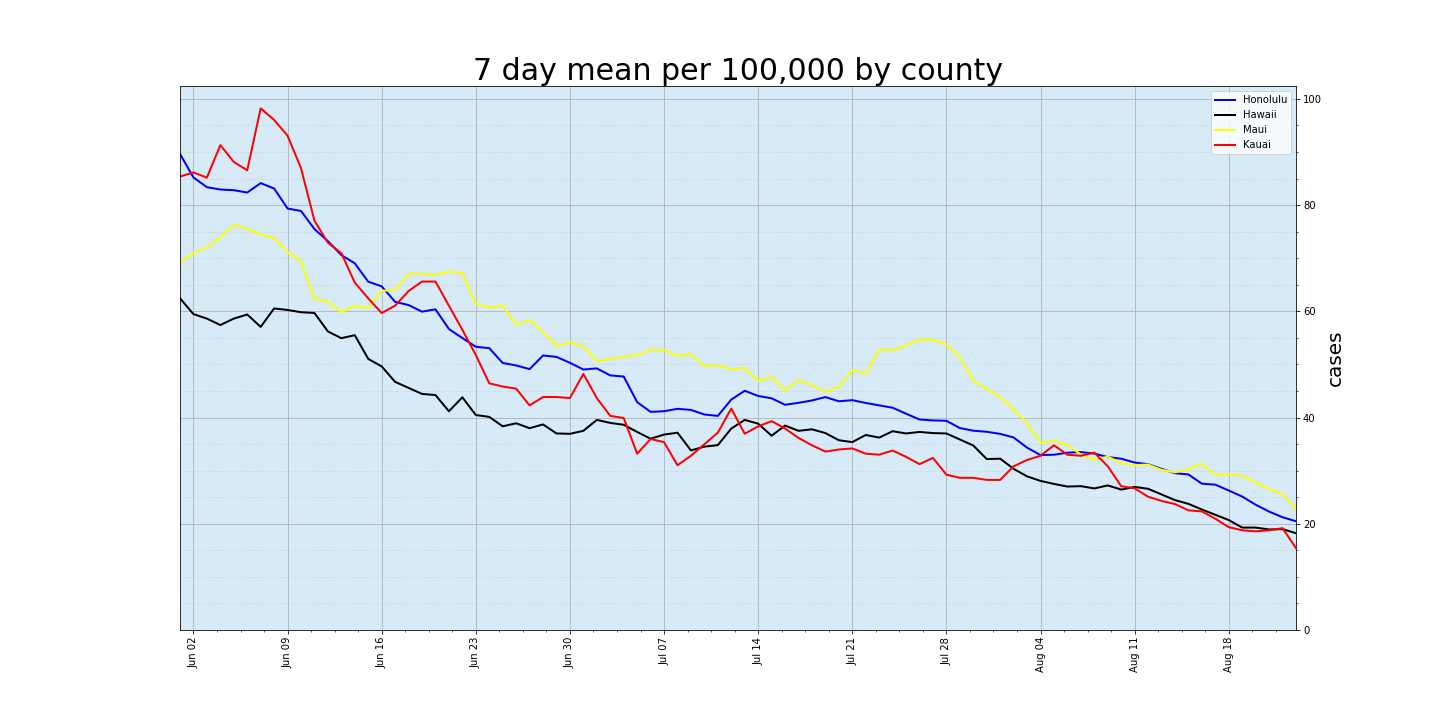 7 day mean per 100,000 by county
Honolulu
Hawaii
Maui
Kauai
100
80
60
40
20
0
cases
Jun 02
Jun 09
Jun 16
Jun 23
Jun 30
Jul 07
Jul 14
Jul 21
Jul 28
Aug 04
Aug 11
Aug 18